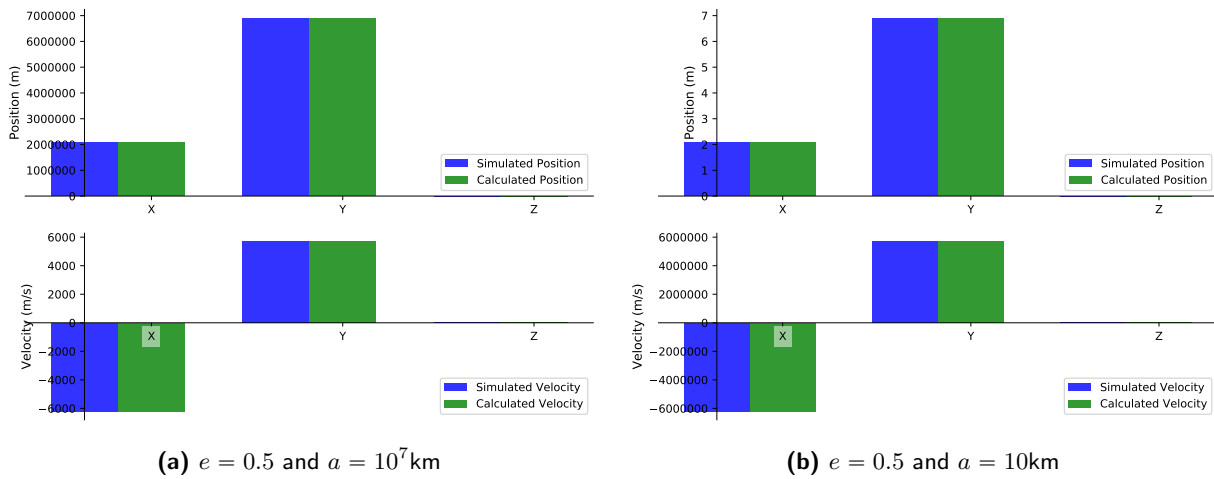 7000000
6000000
5000000
4000000
3000000
2000000
1000000
0
Position (m)
X
Y
Z
Simulated Position
Calculated Position
6000
4000
2000
0
−2000
−4000
−6000
Velocity (m/s)
X
Y
Z
Simulated Velocity
Calculated Velocity
(a) e = 0.5 and a = 10⁷km
7
6
5
4
3
2
1
0
Position (m)
X
Y
Z
Simulated Position
Calculated Position
6000000
4000000
2000000
0
−2000000
−4000000
−6000000
Velocity (m/s)
X
Y
Z
Simulated Velocity
Calculated Velocity
(b) e = 0.5 and a = 10km